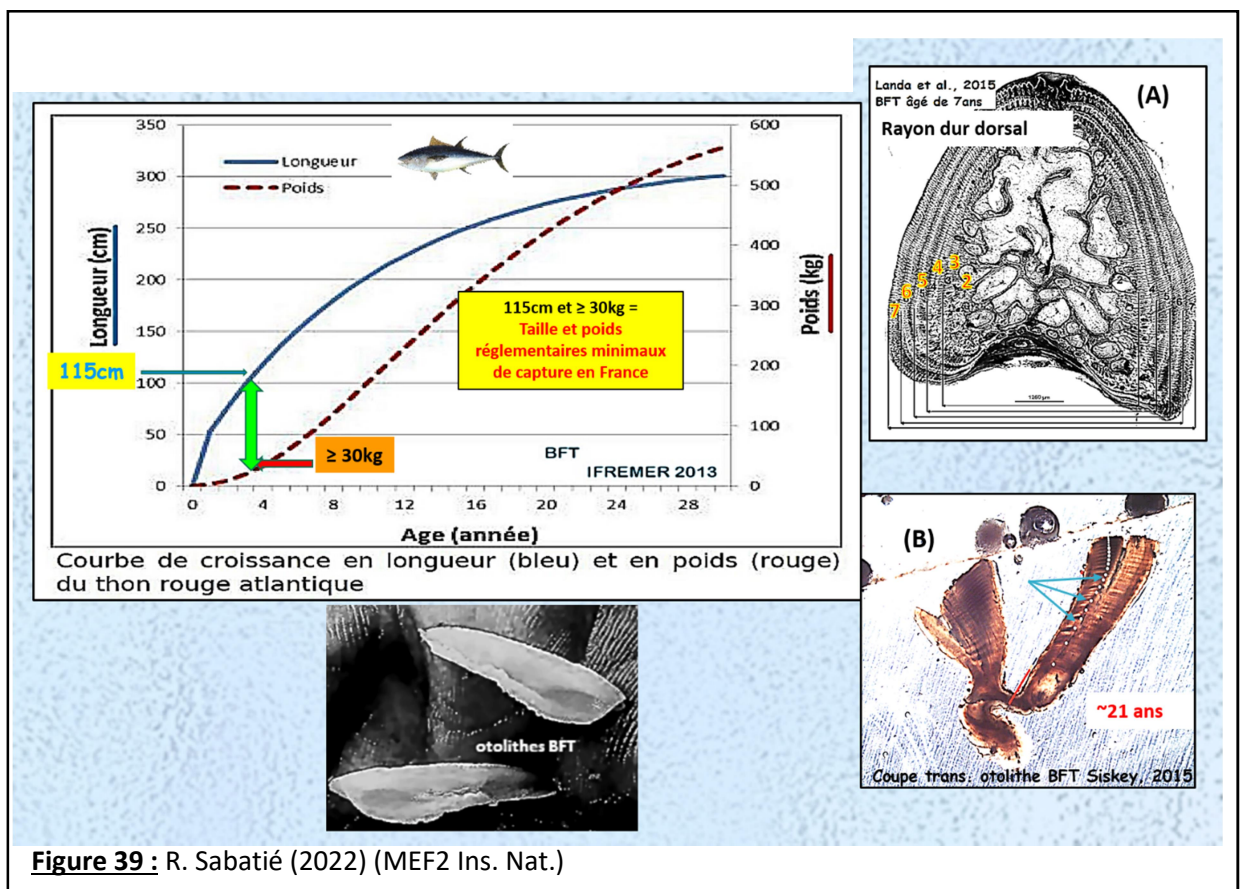 350
300
250
200
150
100
50
0
Longueur (cm)
Longueur
Poids
600
500
400
300
200
100
0
Poids (kg)
115cm
115cm et ≥ 30kg =
Taille et poids
réglementaires minimaux
de capture en France
≥ 30kg
BFT
IFREMER 2013
0 4 8 12 16 20 24 28
Age (année)
Courbe de croissance en longueur (bleu) et en poids (rouge)
du thon rouge atlantique
Landa et al., 2015
BFT âgé de 7ans
(A)
Rayon dur dorsal
2
3
4
5
6
7
otolithes BFT
(B)
~21 ans
Coupe trans. otolithe BFT Siskey, 2015
Figure 39 : R. Sabatié (2022) (MEF2 Ins. Nat.)